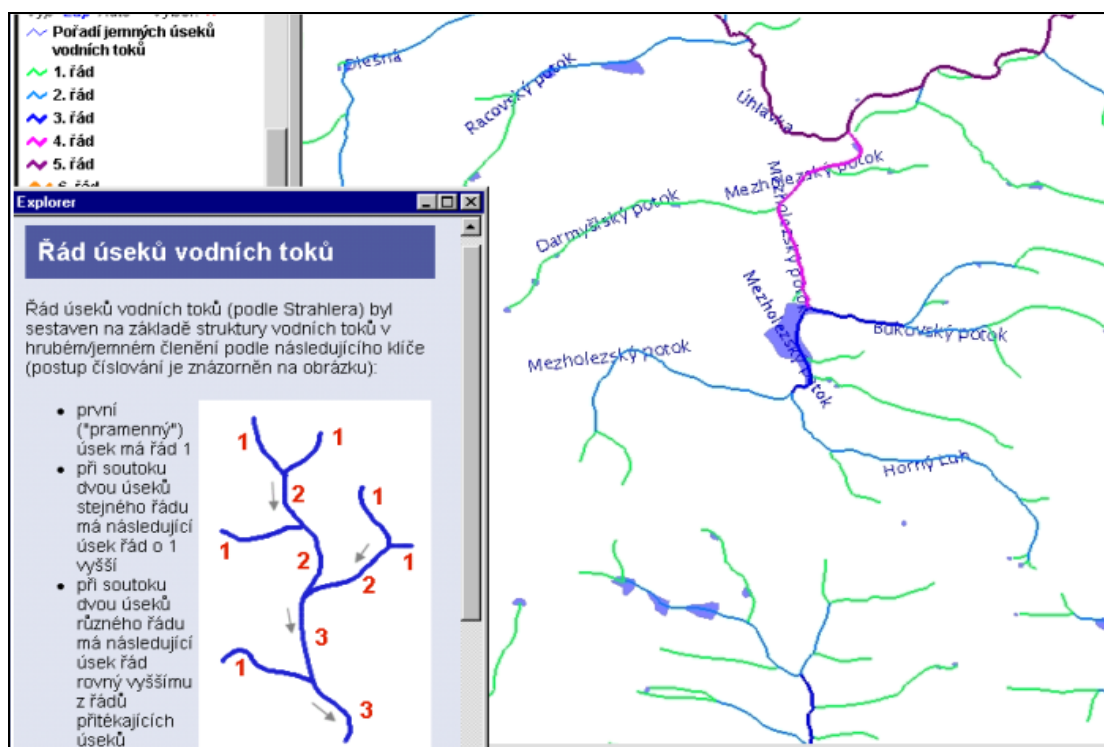 Pořadí jemných úseků
vodních toků
1. řád
2. řád
3. řád
4. řád
5. řád
6. řád
Explorer
Řád úseků vodních toků
Řád úseků vodních toků (podle Strahlera) byl
sestaven na základě struktury vodních toků v
hrubém/jemném členění podle následujícího klíče
(postup číslování je znázorněn na obrázku):
první
("pramenný")
úsek má řád 1
při soutoku
dvou úseků
stejného řádu
má následující
úsek řád o 1
vyšší
při soutoku
dvou úseků
různého řádu
má následující
úsek řád
rovný vyššímu
z řádů
přitékajících
úseků
1
1
2
1
1
2
1
2
3
1
3
Olešná
Racovský potok
Úhlavka
Mezholezský potok
Mezholezský potok
Darmyšlský potok
Mezholezský potok
Bukovský potok
Mezholezský potok
Horný Luh